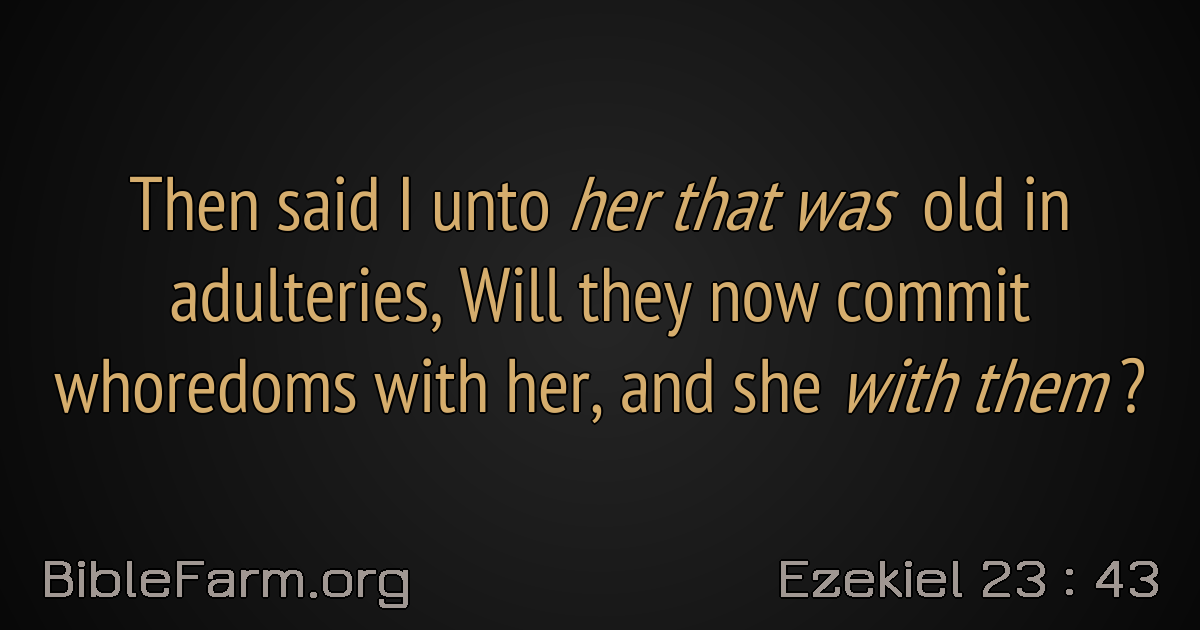 Then said I unto her that was old in
adulteries, Will they now commit
whoredoms with her, and she with them?
BibleFarm.org
Ezekiel 23 : 43